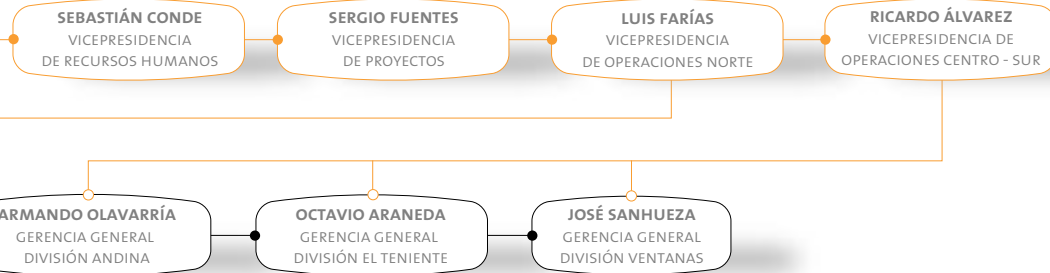 SEBASTIÁN CONDE
VICEPRESIDENCIA
DE RECURSOS HUMANOS
SERGIO FUENTES
VICEPRESIDENCIA
DE PROYECTOS
LUIS FARÍAS
VICEPRESIDENCIA
DE OPERACIONES NORTE
RICARDO ÁLVAREZ
VICEPRESIDENCIA DE
OPERACIONES CENTRO - SUR
ARMANDO OLAVARRÍA
GERENCIA GENERAL
DIVISIÓN ANDINA
OCTAVIO ARANEDA
GERENCIA GENERAL
DIVISIÓN EL TENIENTE
JOSÉ SANHUEZA
GERENCIA GENERAL
DIVISIÓN VENTANAS